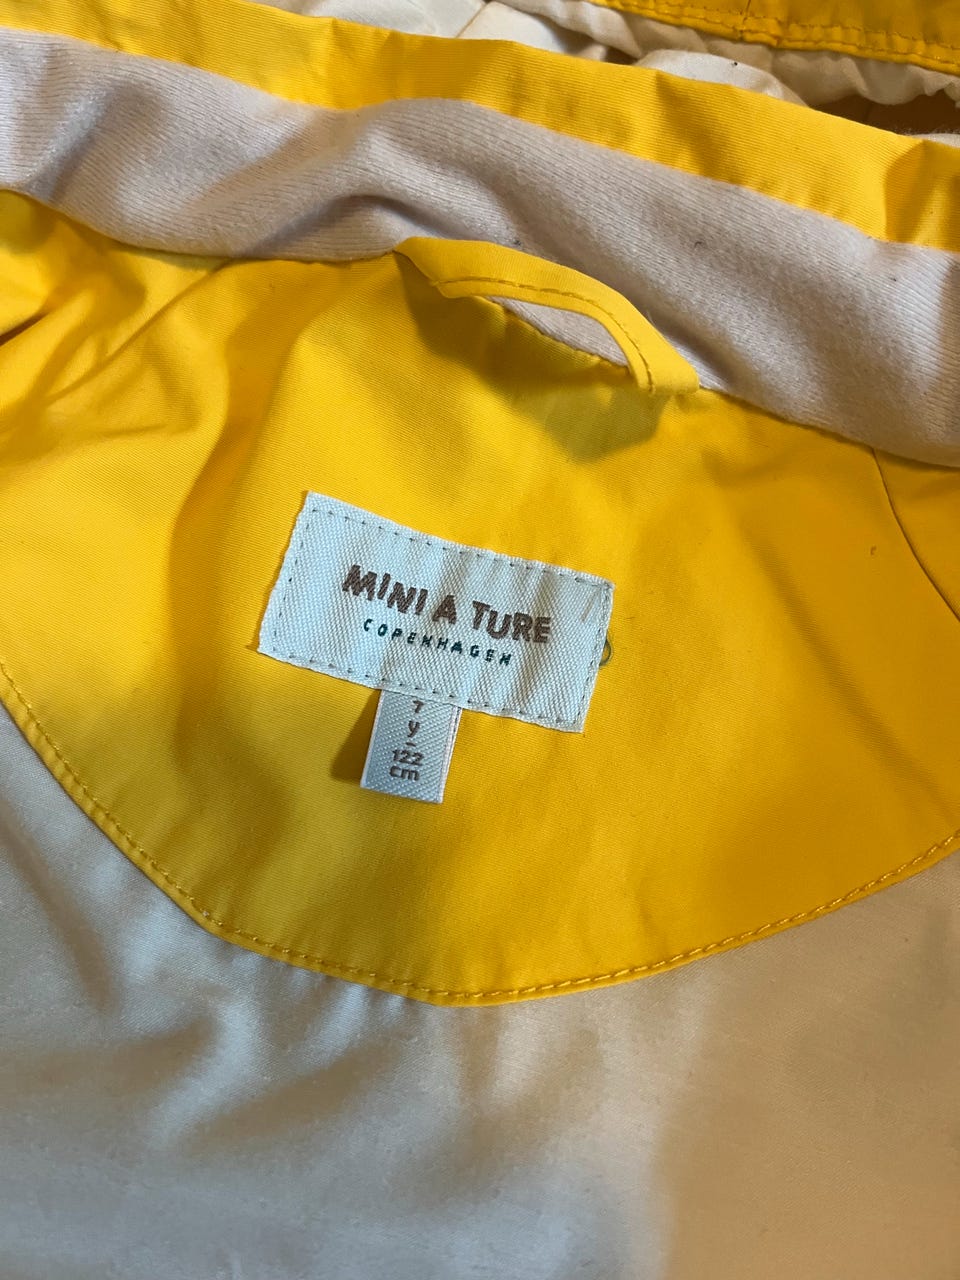 MINI A TURE
COPENHAGEN
7
y
-
122
cm